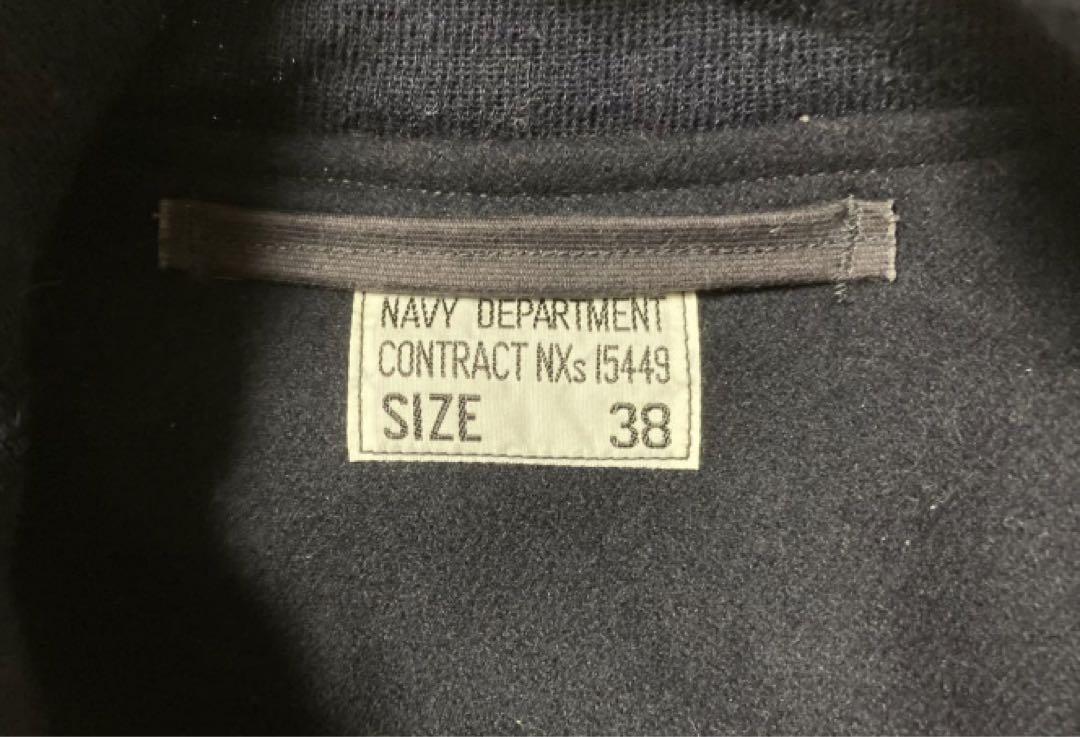 NAVY DEPARTMENT
CONTRACT NXs 15449
SIZE 38